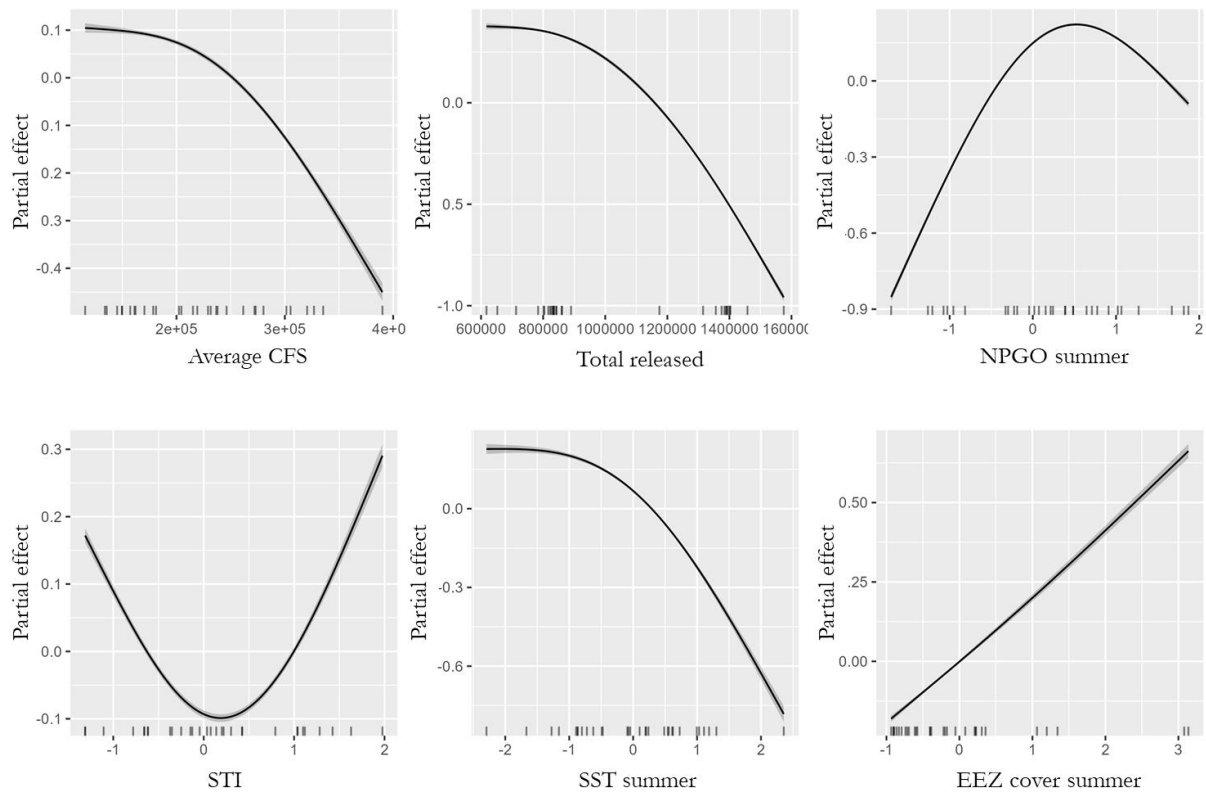 Partial effect
0.1
0.0
0.1
0.2
0.3
-0.4
2e+05 3e+05 4e+0
Average CFS
Partial effect
0.0
0.5
-1.0
600000 800000 1000000 1200000 1400000 160000
Total released
Partial effect
0.0
-0.3
-0.6
-0.9
-1 0 1 2
NPGO summer
Partial effect
0.3
0.2
0.1
0.0
-0.1
-1 0 1 2
STI
Partial effect
0.0
-0.3
-0.6
-2 -1 0 1 2
SST summer
Partial effect
0.50
.25
0.00
-1 0 1 2 3
EEZ cover summer